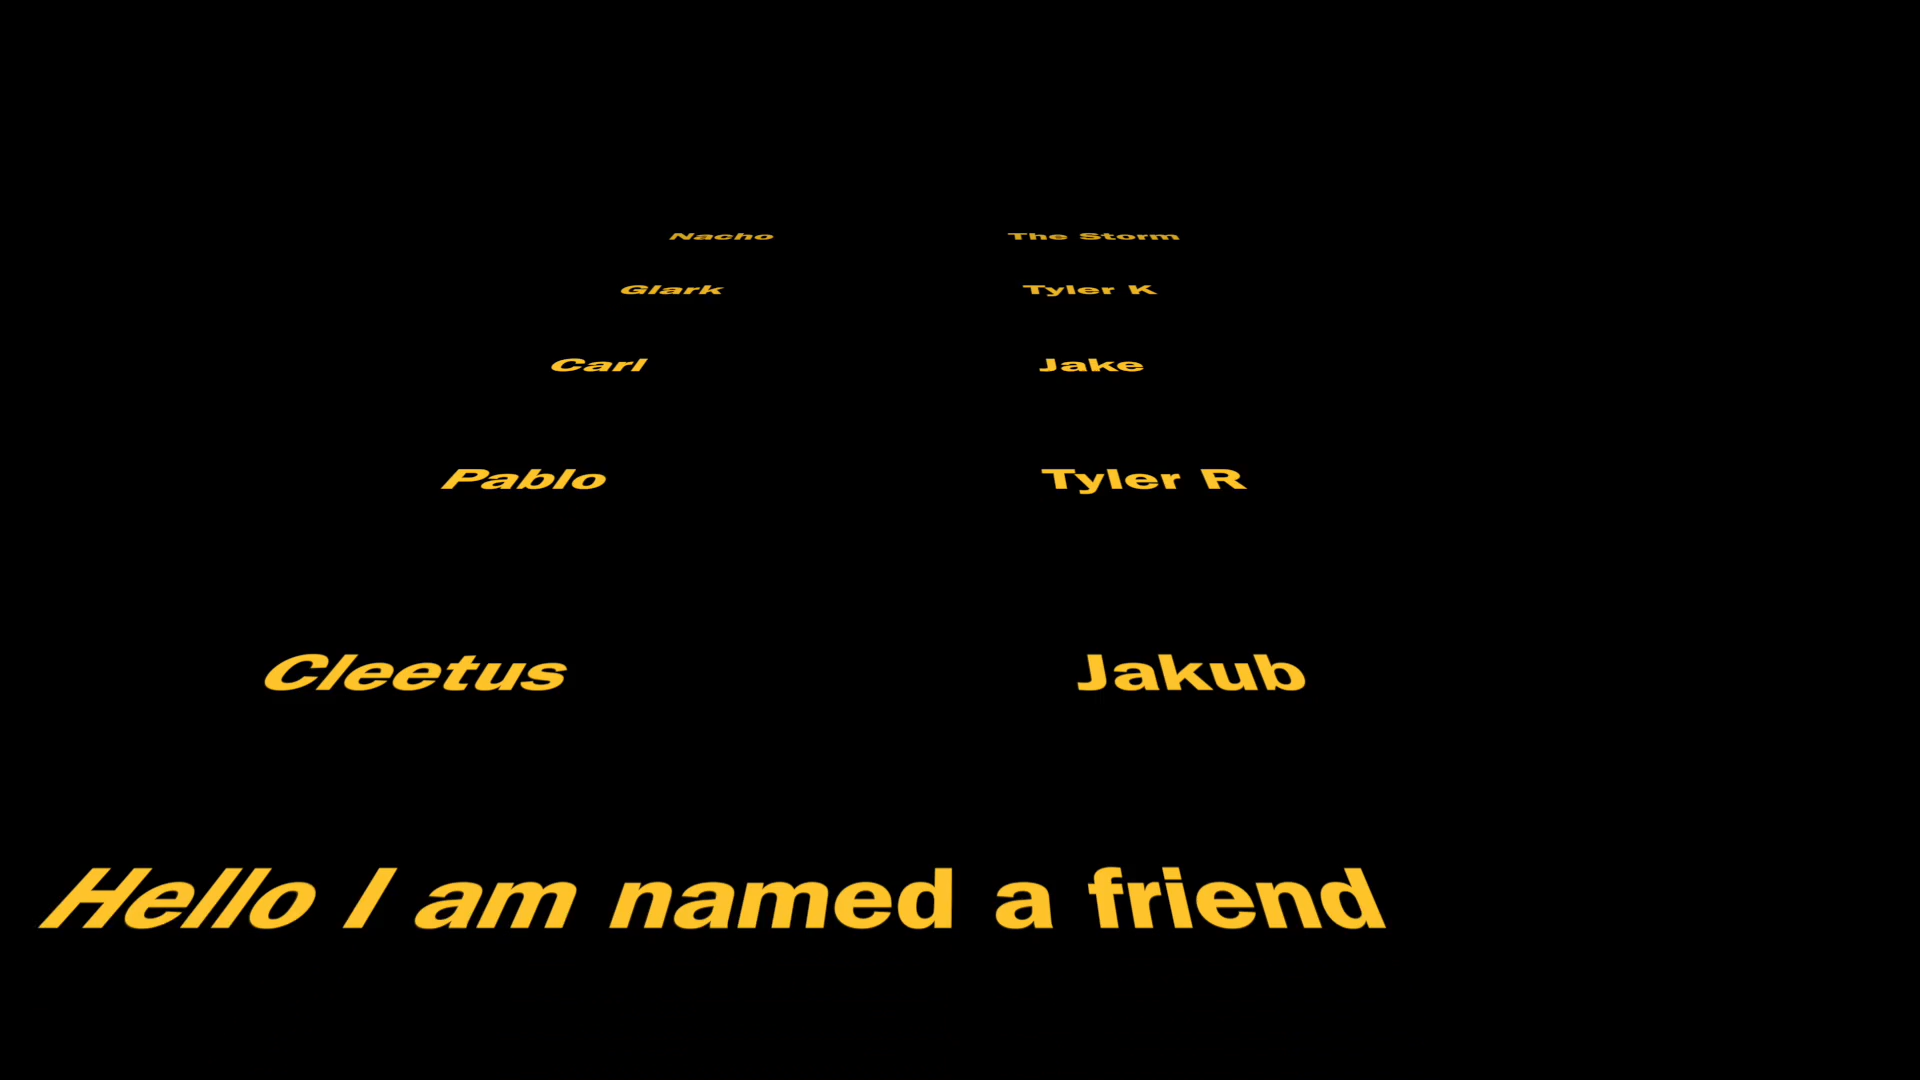 Nacho The Storm
Glark Tyler K
Carl Jake
Pablo Tyler R
Cleetus Jakub
Hello I am named a friend